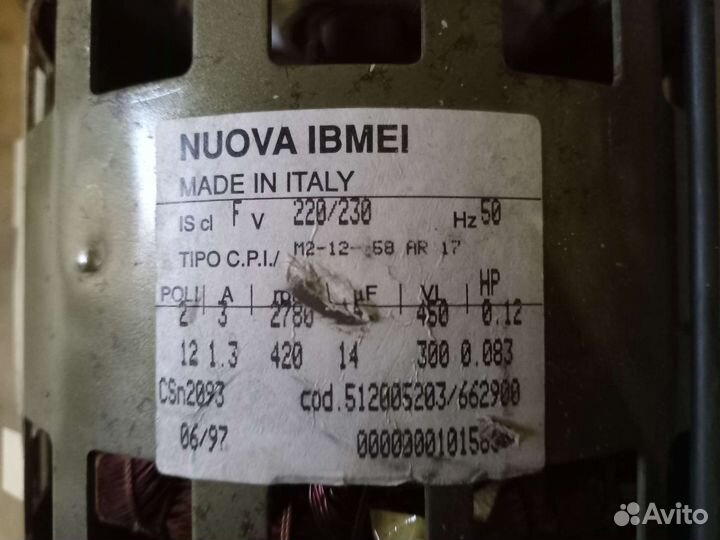 NUOVA IBMEI
MADE IN ITALY
IS cl F V 220/230 Hz 50
TIPO C.P.I./ M2-12- 58 AR 17
POLI A µF VL HP
2 3 2780 450 0.12
12 1.3 420 14 300 0.083
CSn2093 cod.512005203/662900
06/97
Avito